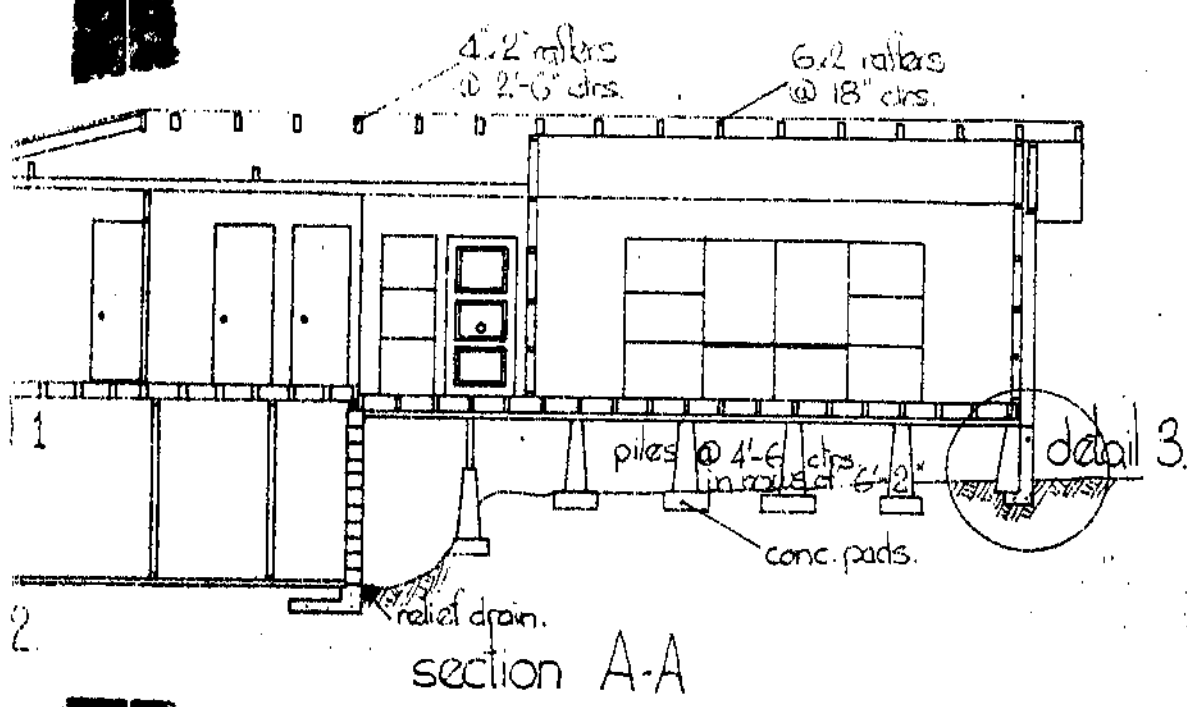 4"x2" rafters
@ 2'-6" ctrs.
6x2 rafters
@ 18" ctrs.
1
piles @ 4'-6 ctrs
in rows at 6'-2"
detail 3.
conc. pads.
relief drain.
2.
section A-A